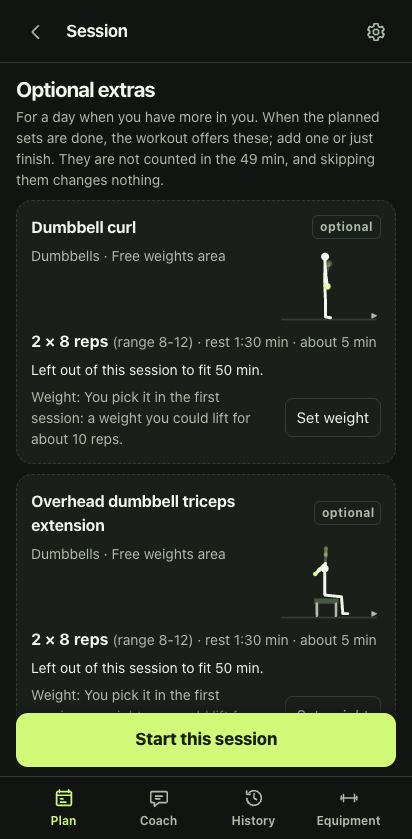 Session
Optional extras
For a day when you have more in you. When the planned
sets are done, the workout offers these; add one or just
finish. They are not counted in the 49 min, and skipping
them changes nothing.
Dumbbell curl
optional
Dumbbells · Free weights area
2 × 8 reps (range 8-12) · rest 1:30 min · about 5 min
Left out of this session to fit 50 min.
Weight: You pick it in the first
session: a weight you could lift for
about 10 reps.
Set weight
Overhead dumbbell triceps
extension
optional
Dumbbells · Free weights area
2 × 8 reps (range 8-12) · rest 1:30 min · about 5 min
Left out of this session to fit 50 min.
Weight: You pick it in the first
Start this session
Plan
Coach
History
Equipment